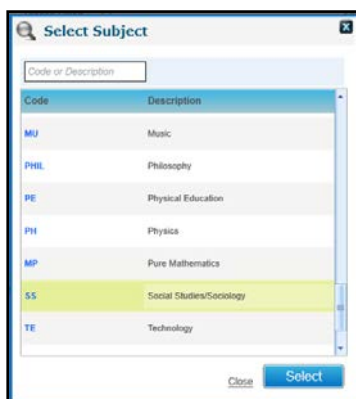 Select Subject
Code or Description
Code Description
MU Music
PHIL Philosophy
PE Physical Education
PH Physics
MP Pure Mathematics
SS Social Studies/Sociology
TE Technology
Close Select